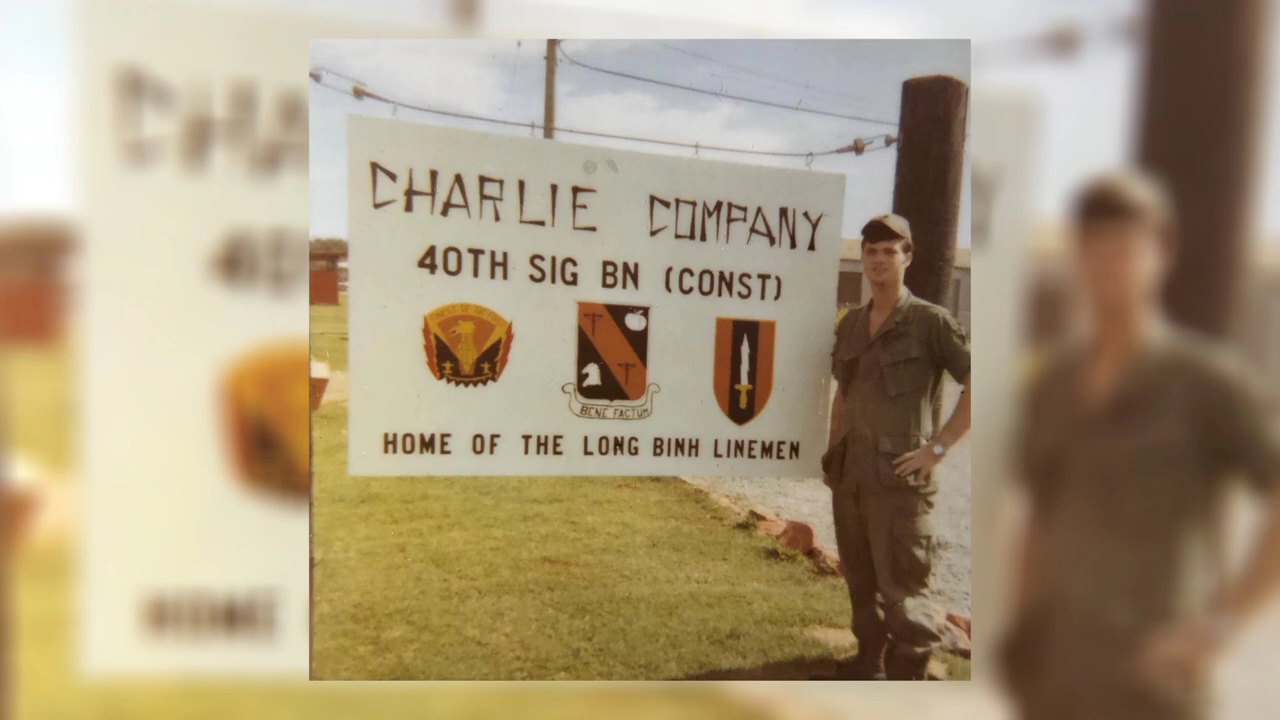 CHARLIE COMPANY
40TH SIG BN (CONST)
BENE FACTUM
HOME OF THE LONG BINH LINEMEN